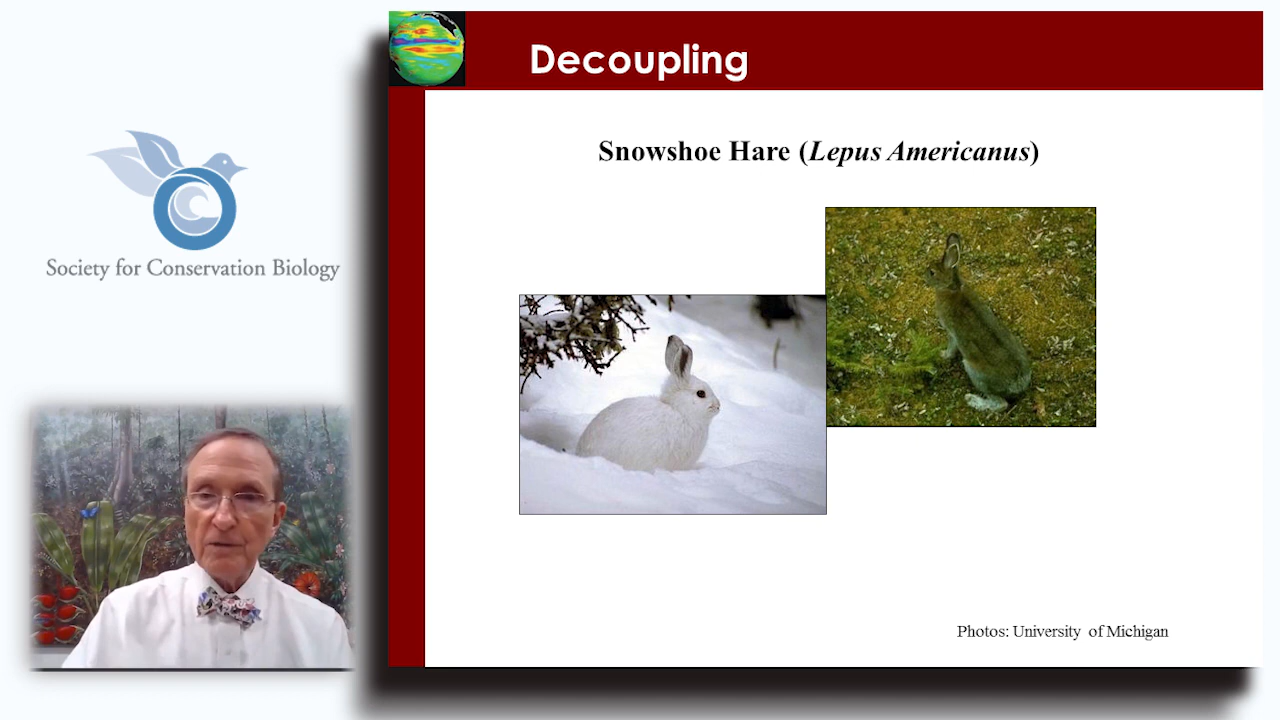 Decoupling
Snowshoe Hare (Lepus Americanus)
Society for Conservation Biology
Photos: University of Michigan